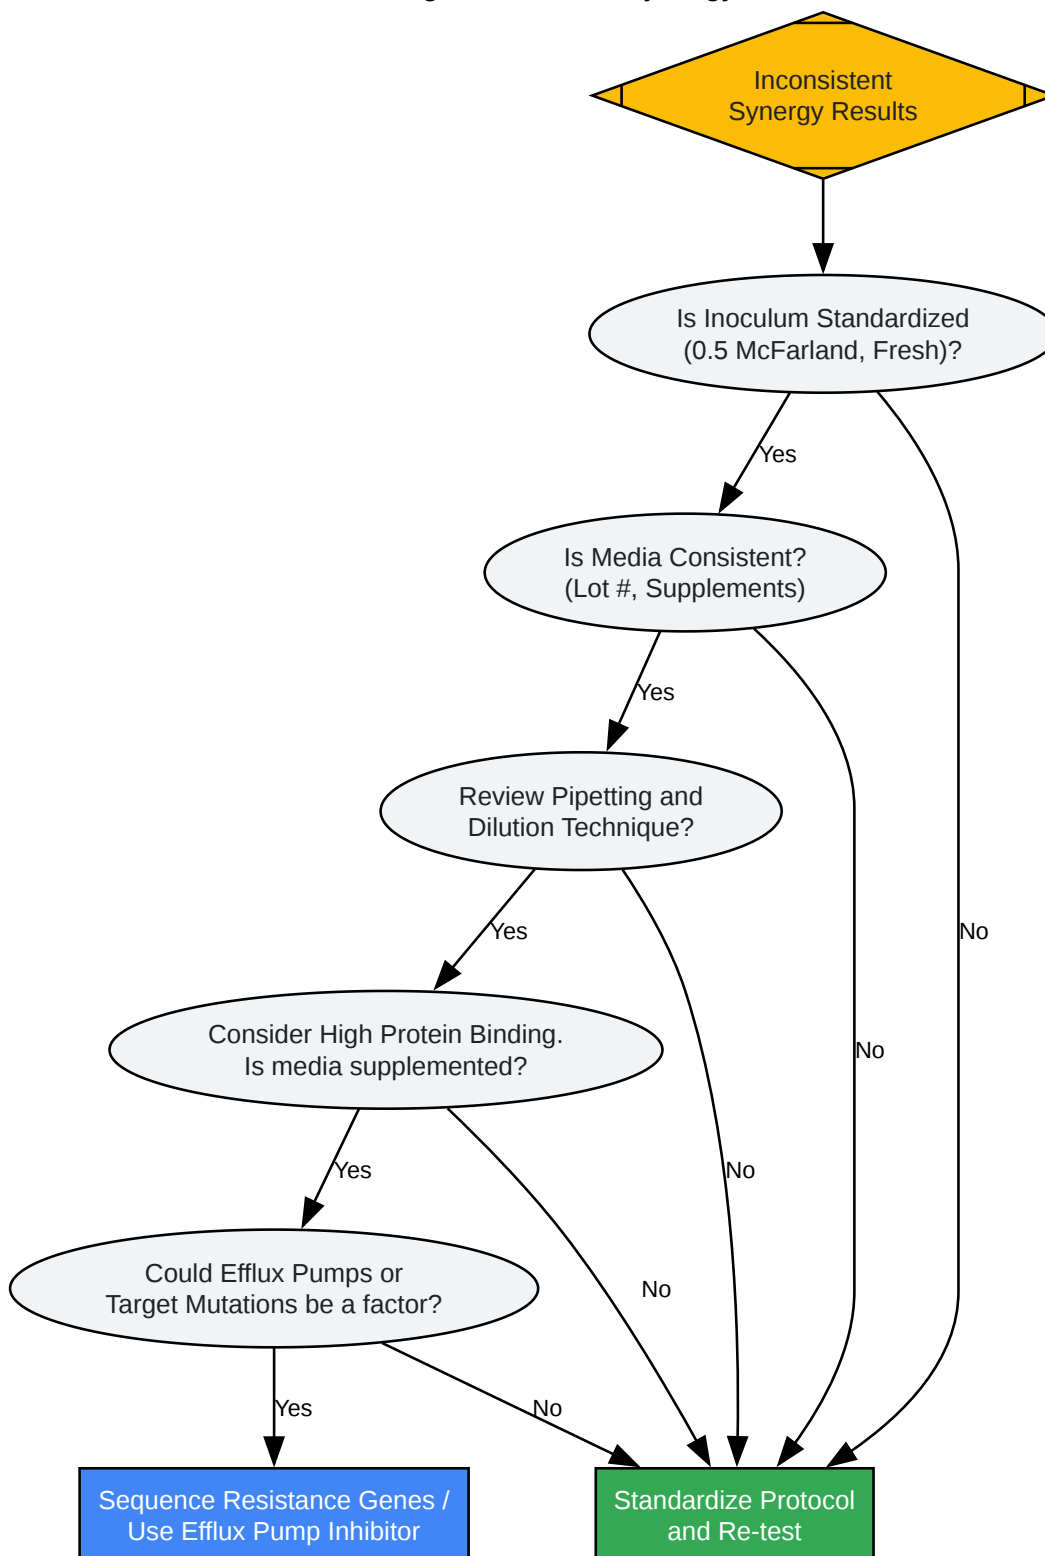 Inconsistent
Synergy Results
Is Inoculum Standardized
(0.5 McFarland, Fresh)?
Yes
Is Media Consistent?
(Lot #, Supplements)
Yes
Review Pipetting and
Dilution Technique?
Yes
No
Consider High Protein Binding.
Is media supplemented?
No
Yes
No
Could Efflux Pumps or
Target Mutations be a factor?
No
Yes
No
Sequence Resistance Genes /
Use Efflux Pump Inhibitor
Standardize Protocol
and Re-test